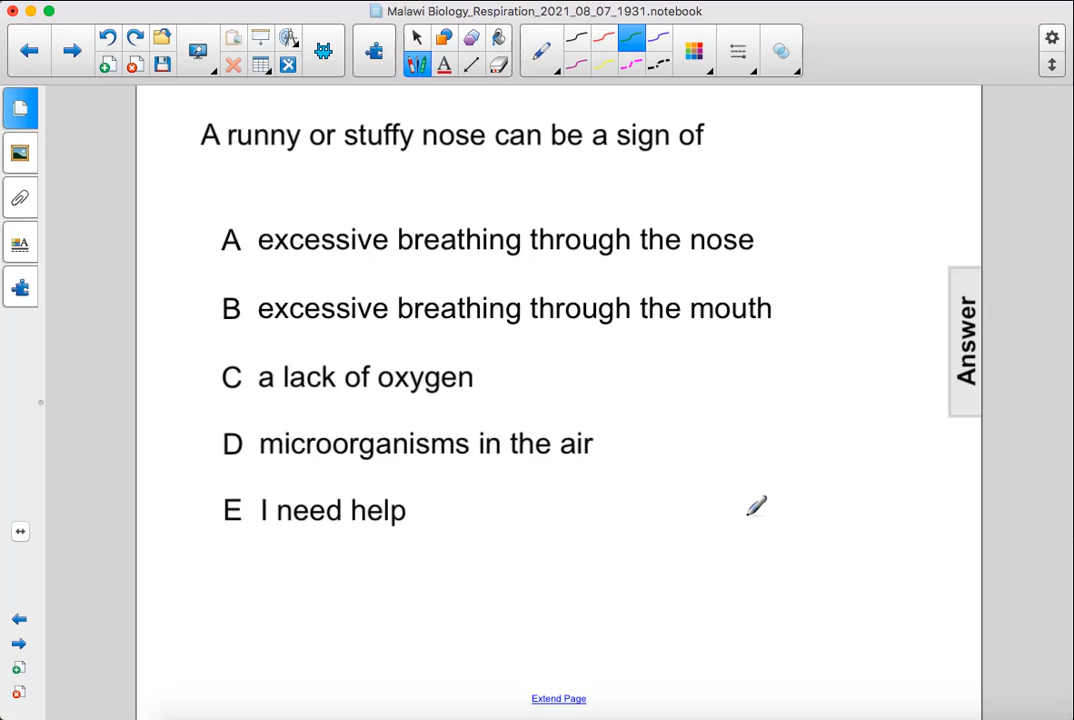 Malawi Biology_Respiration_2021_08_07_1931.notebook
A runny or stuffy nose can be a sign of
A excessive breathing through the nose
B excessive breathing through the mouth
C a lack of oxygen
D microorganisms in the air
E I need help
Answer
Extend Page